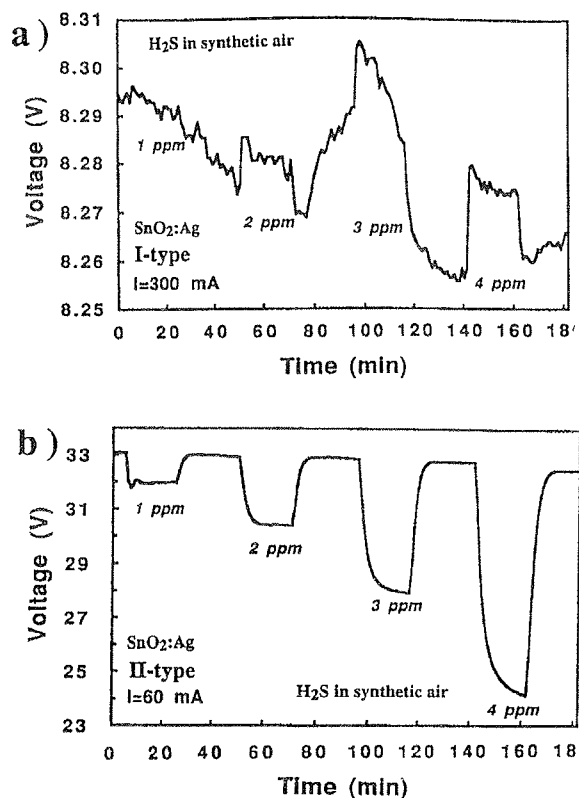 a )
8.31
8.30
8.29
8.28
8.27
8.26
8.25
Voltage (V)
H₂S in synthetic air
1 ppm
2 ppm
3 ppm
4 ppm
SnO₂:Ag
I-type
I=300 mA
0 20 40 60 80 100 120 140 160 18'
Time (min)
b )
33
31
29
27
25
23
Voltage (V)
1 ppm
2 ppm
3 ppm
4 ppm
SnO₂:Ag
II-type
I=60 mA
H₂S in synthetic air
0 20 40 60 80 100 120 140 160 18
Time (min)